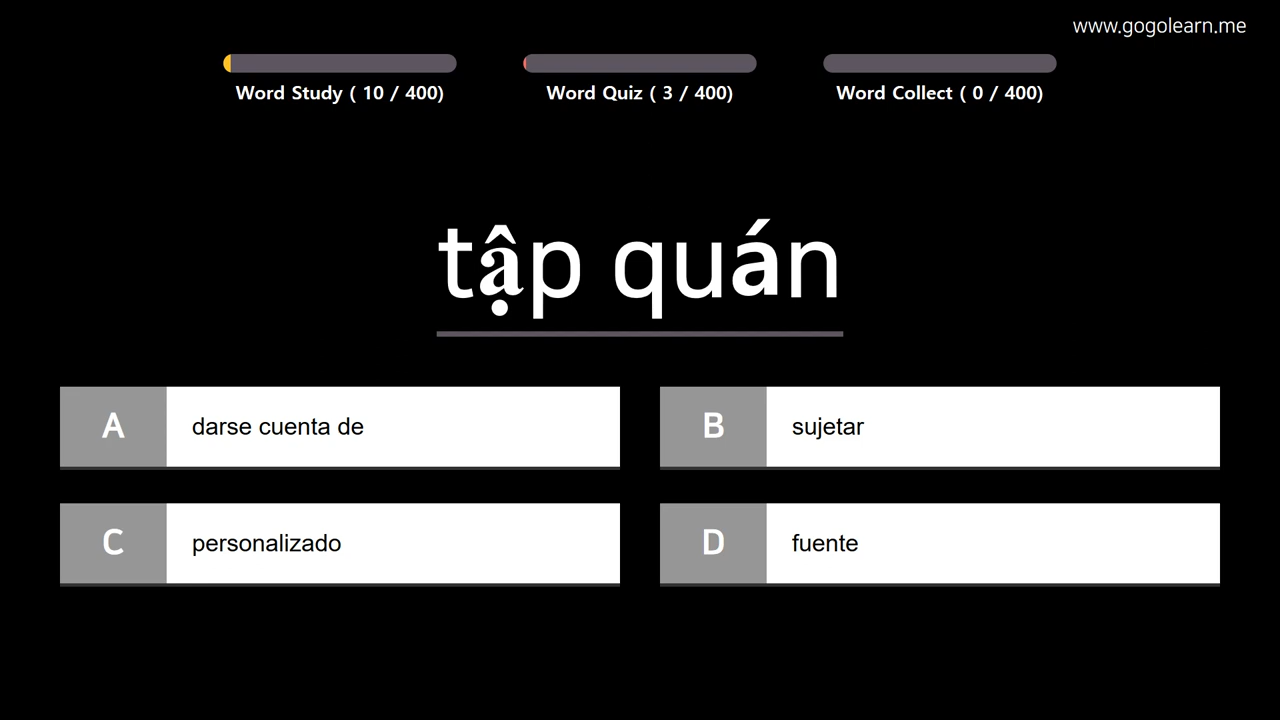 www.gogolearn.me
Word Study ( 10 / 400)
Word Quiz ( 3 / 400)
Word Collect ( 0 / 400)
tập quán
A darse cuenta de
B sujetar
C personalizado
D fuente